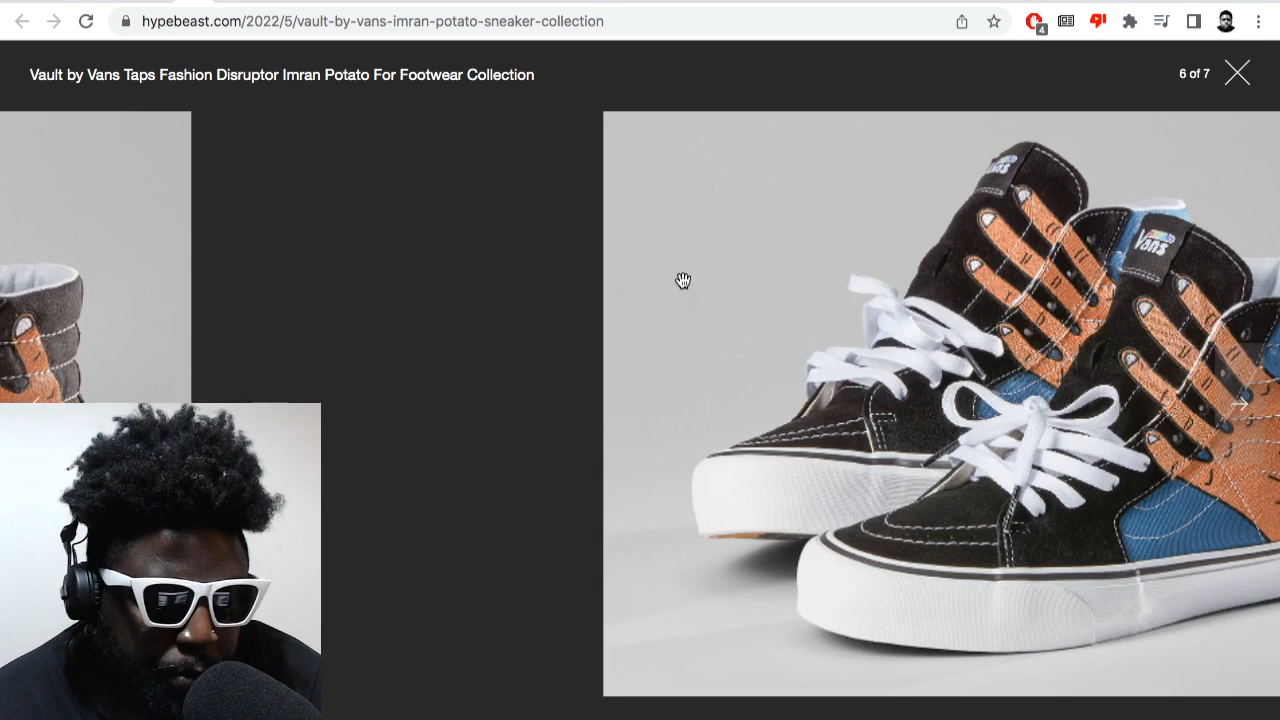 hypebeast.com/2022/5/vault-by-vans-imran-potato-sneaker-collection
4
Vault by Vans Taps Fashion Disruptor Imran Potato For Footwear Collection
6 of 7
Vans